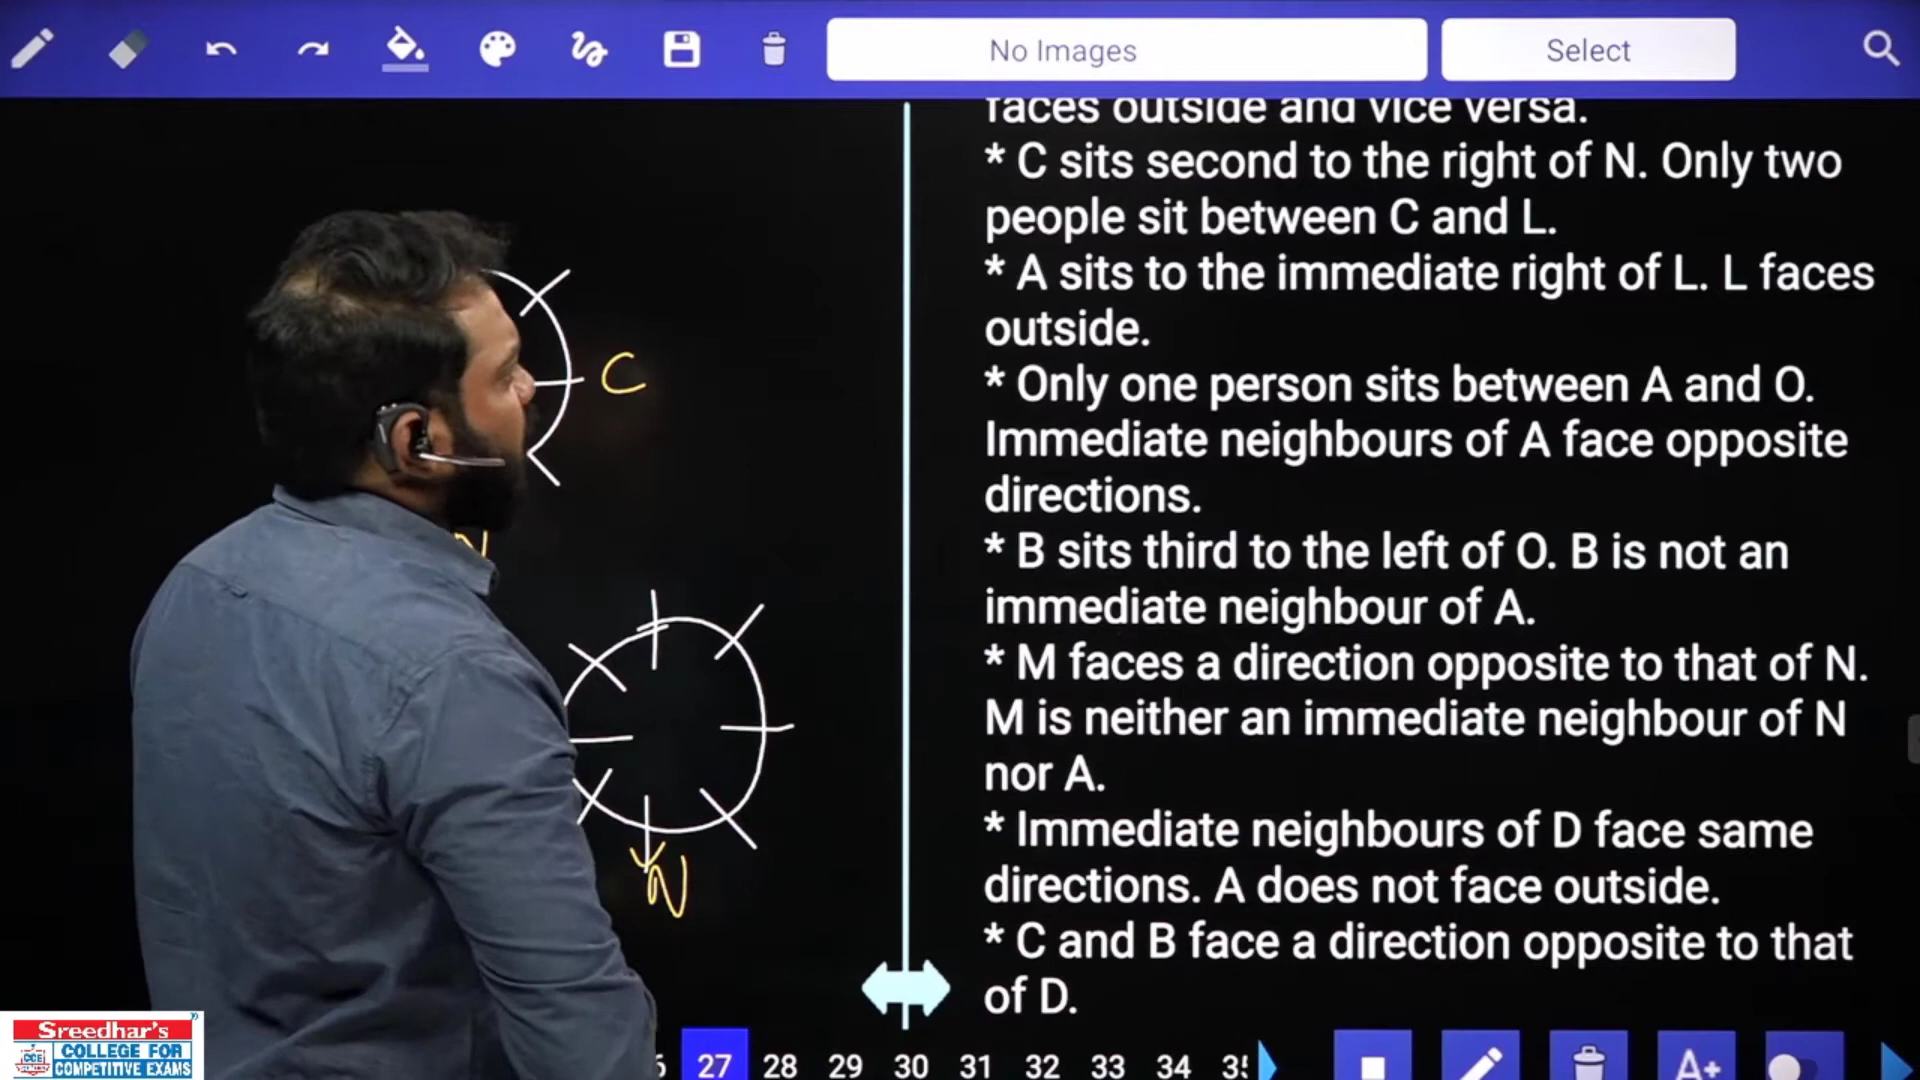 No Images
Select
faces outside and vice versa.
* C sits second to the right of N. Only two
people sit between C and L.
* A sits to the immediate right of L. L faces
outside.
* Only one person sits between A and O.
Immediate neighbours of A face opposite
directions.
* B sits third to the left of O. B is not an
immediate neighbour of A.
* M faces a direction opposite to that of N.
M is neither an immediate neighbour of N
nor A.
* Immediate neighbours of D face same
directions. A does not face outside.
* C and B face a direction opposite to that
of D.
C
N
N
27 28 29 30 31 32 33 34
A+
Sreedhar's
CCE
COLLEGE FOR
COMPETITIVE EXAMS